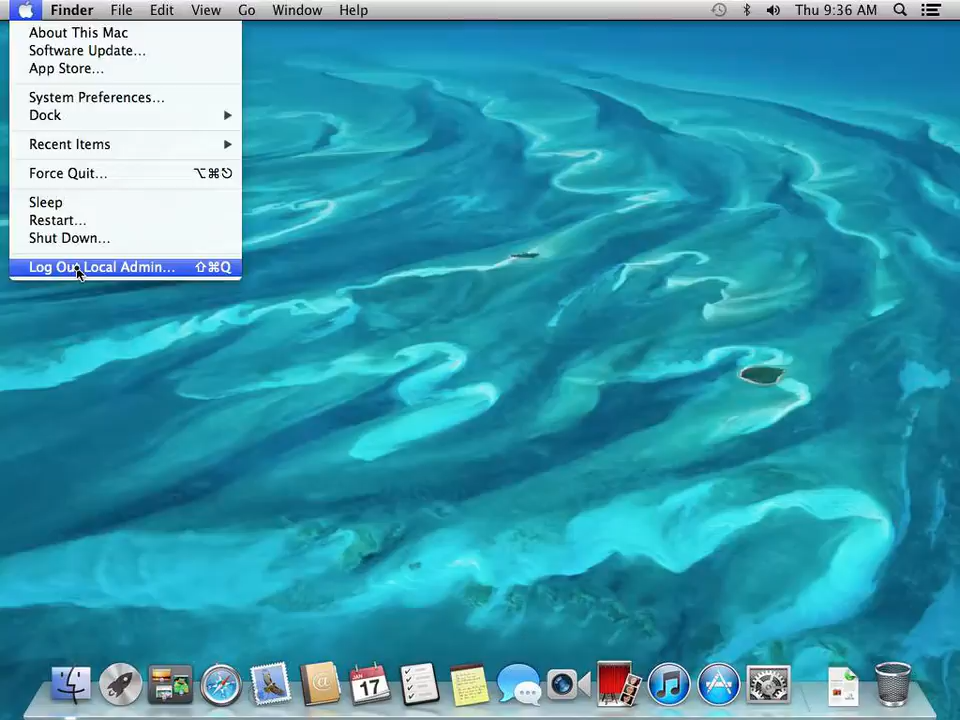 Finder File Edit View Go Window Help Thu 9:36 AM
About This Mac
Software Update...
App Store...
System Preferences...
Dock
Recent Items
Force Quit... ⌥⌘⎋
Sleep
Restart...
Shut Down...
Log Out Local Admin... ⇧⌘Q
JAN
17